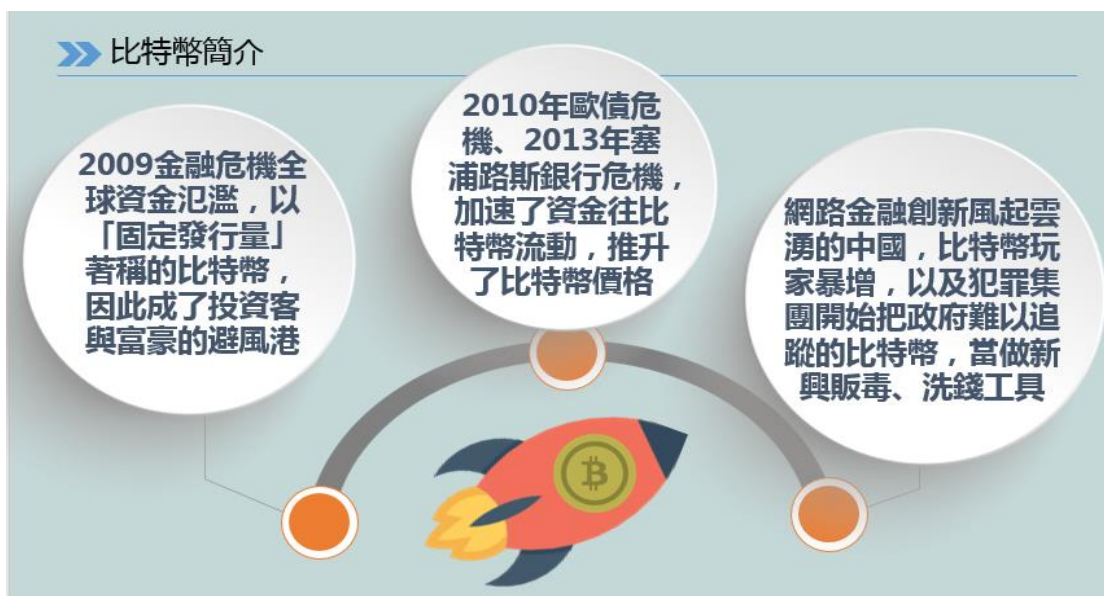 比特幣簡介
2009金融危機全
球資金氾濫，以
「固定發行量」
著稱的比特幣，
因此成了投資客
與富豪的避風港
2010年歐債危
機、2013年塞
浦路斯銀行危機，
加速了資金往比
特幣流動，推升
了比特幣價格
網路金融創新風起雲
湧的中國，比特幣玩
家暴增，以及犯罪集
團開始把政府難以追
蹤的比特幣，當做新
興販毒、洗錢工具